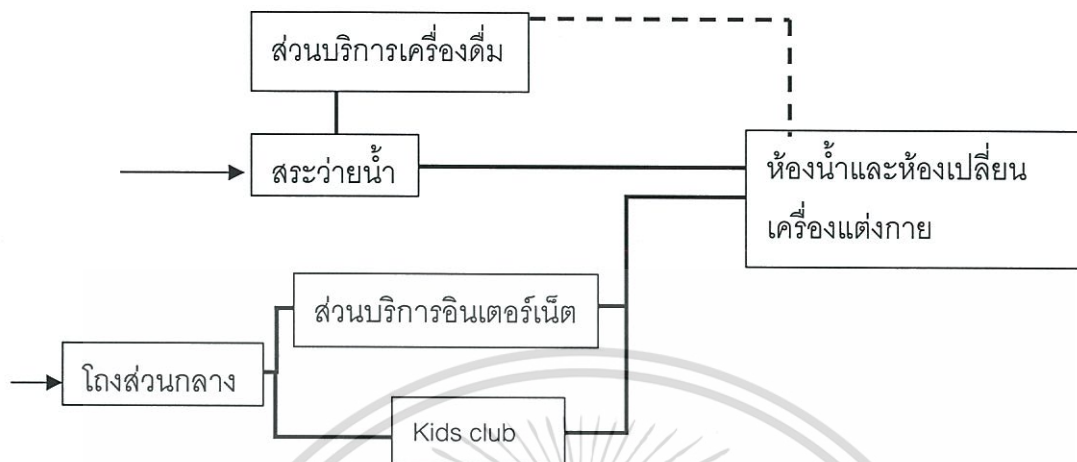 ส่วนบริการเครื่องดื่ม
สระว่ายน้ำ
ห้องน้ำและห้องเปลี่ยน
เครื่องแต่งกาย
ส่วนบริการอินเตอร์เน็ต
โถงส่วนกลาง
Kids club